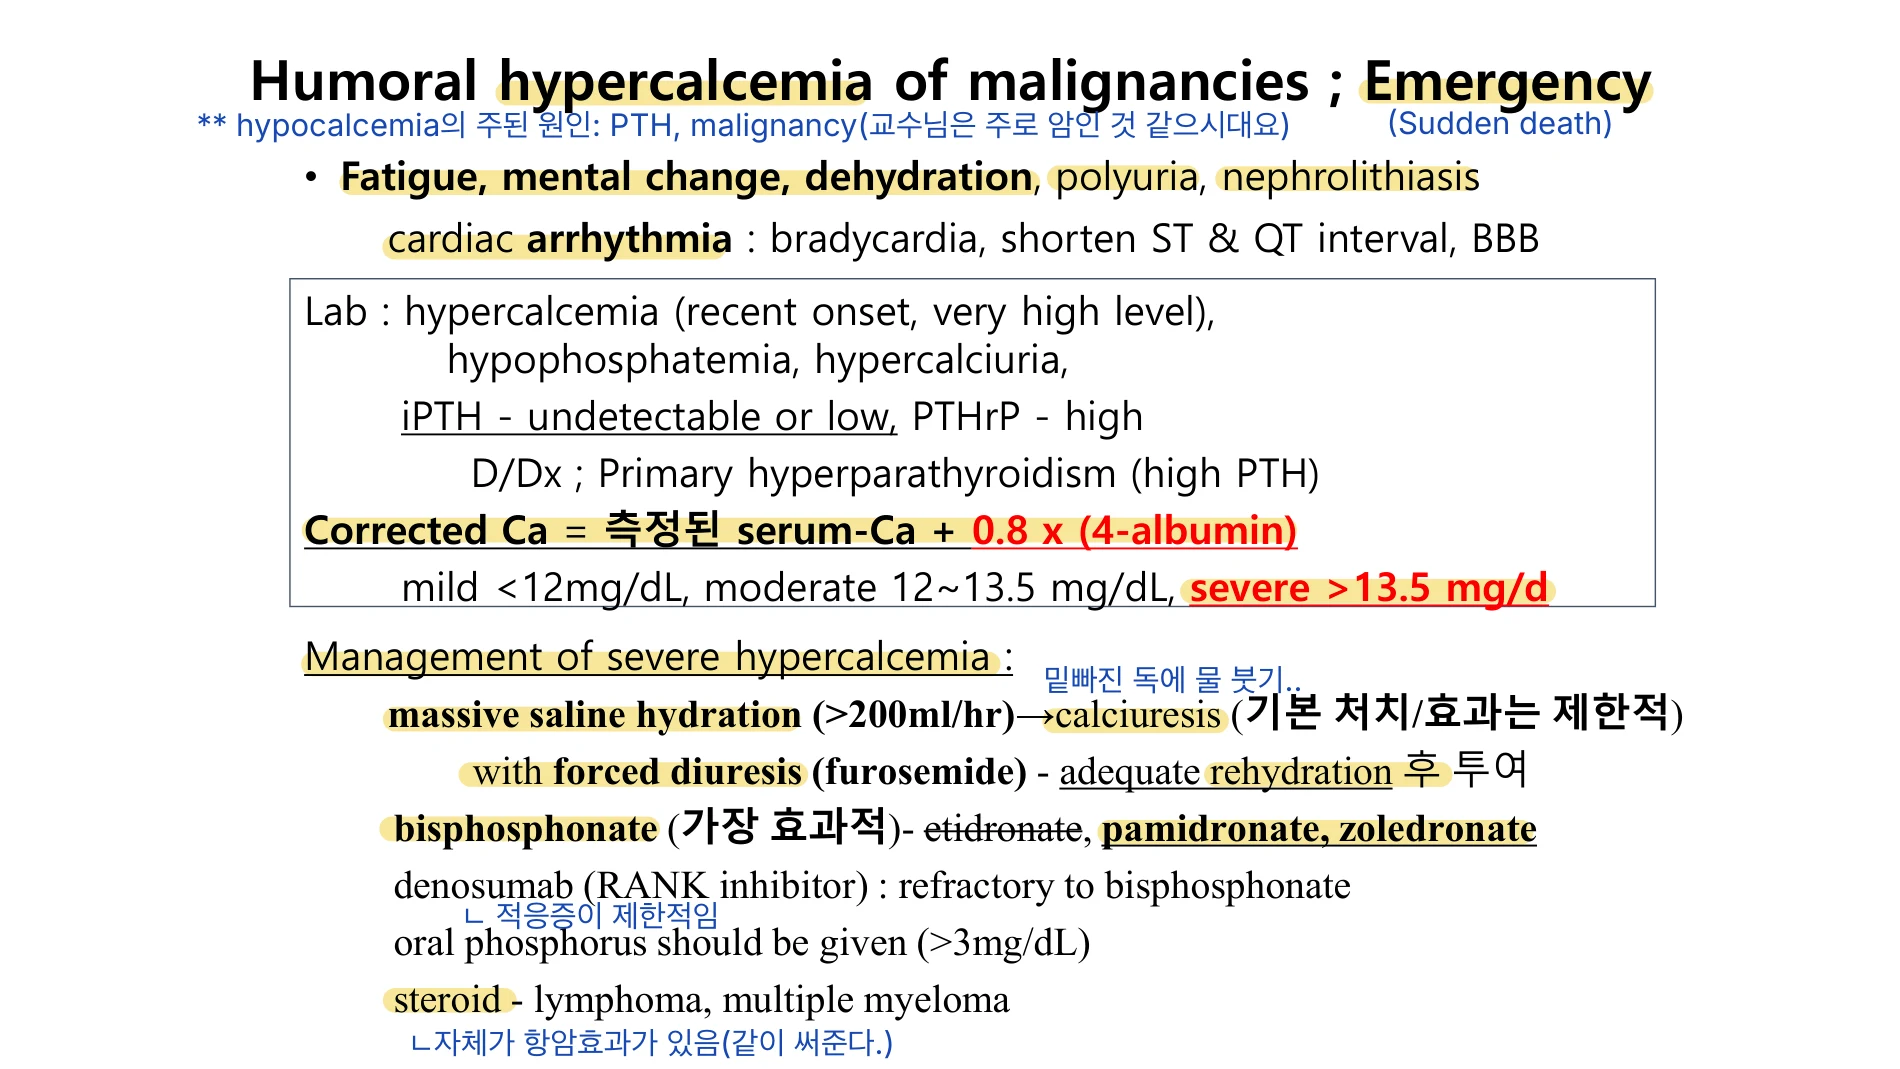 Humoral hypercalcemia of malignancies ; Emergency
** hypocalcemia의 주된 원인: PTH, malignancy(교수님은 주로 암인 것 같으시대요) (Sudden death)
• Fatigue, mental change, dehydration, polyuria, nephrolithiasis
cardiac arrhythmia : bradycardia, shorten ST & QT interval, BBB
Lab : hypercalcemia (recent onset, very high level),
hypophosphatemia, hypercalciuria,
iPTH - undetectable or low, PTHrP - high
D/Dx ; Primary hyperparathyroidism (high PTH)
Corrected Ca = 측정된 serum-Ca + 0.8 x (4-albumin)
mild <12mg/dL, moderate 12~13.5 mg/dL, severe >13.5 mg/d
Management of severe hypercalcemia :
밑빠진 독에 물 붓기..
massive saline hydration (>200ml/hr)→calciuresis (기본 처치/효과는 제한적)
with forced diuresis (furosemide) - adequate rehydration 후 투여
bisphosphonate (가장 효과적)- etidronate, pamidronate, zoledronate
denosumab (RANK inhibitor) : refractory to bisphosphonate
ㄴ 적응증이 제한적임
oral phosphorus should be given (>3mg/dL)
steroid - lymphoma, multiple myeloma
ㄴ자체가 항암효과가 있음(같이 써준다.)